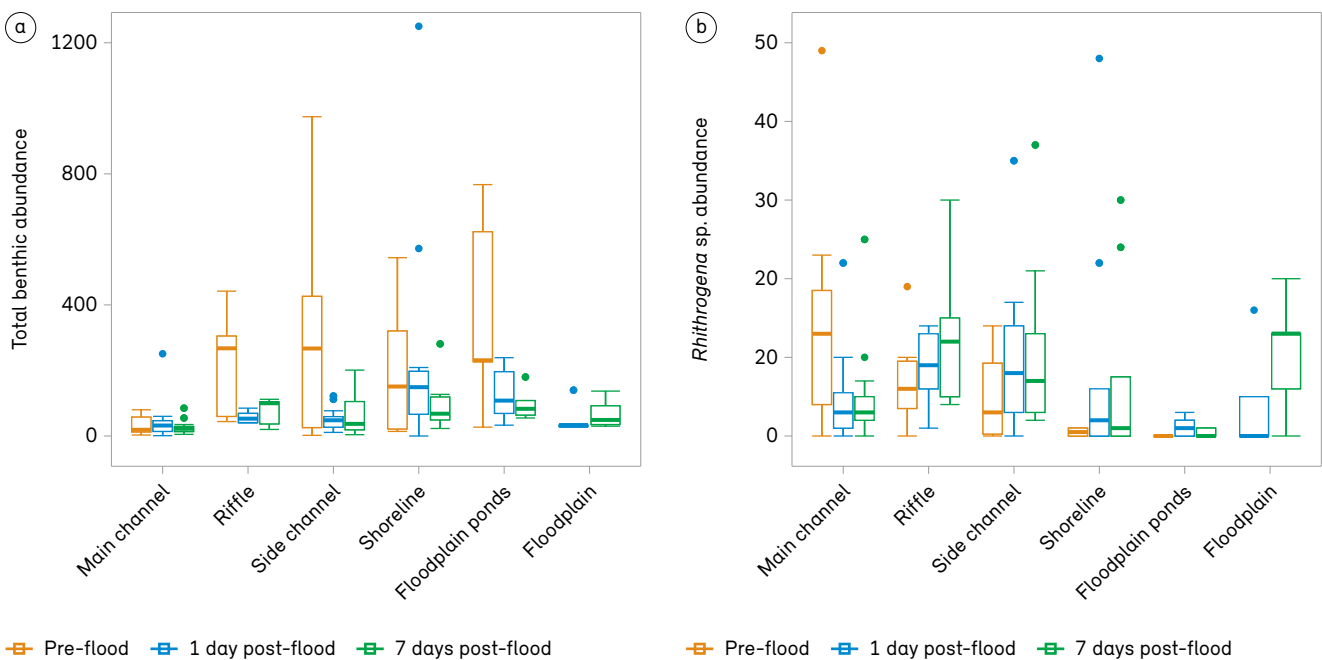 a
Total benthic abundance
1200
800
400
0
Main channel
Riffle
Side channel
Shoreline
Floodplain ponds
Floodplain
Pre-flood
1 day post-flood
7 days post-flood
b
Rhithrogena sp. abundance
50
40
30
20
20
0
Main channel
Riffle
Side channel
Shoreline
Floodplain ponds
Floodplain
Pre-flood
1 day post-flood
7 days post-flood